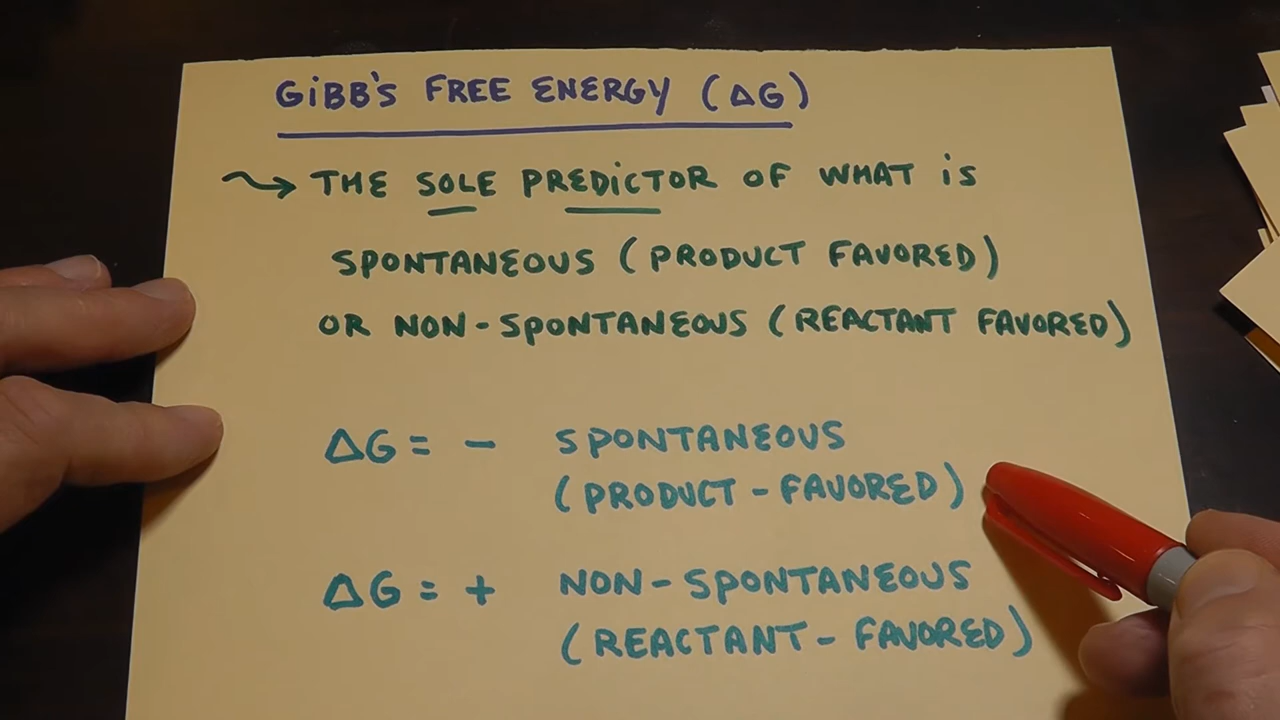 GiBB's FREE ENERGY (ΔG)
THE SOLE PREDiCTOR OF WHAT iS
SPONTANEOUS (PRODUCT FAVORED)
OR NON-SPONTANEOUS (REACTANT FAVORED)
ΔG = - SPONTANEOUS
(PRODUCT-FAVORED)
ΔG = + NON-SPONTANEOUS
(REACTANT-FAVORED)